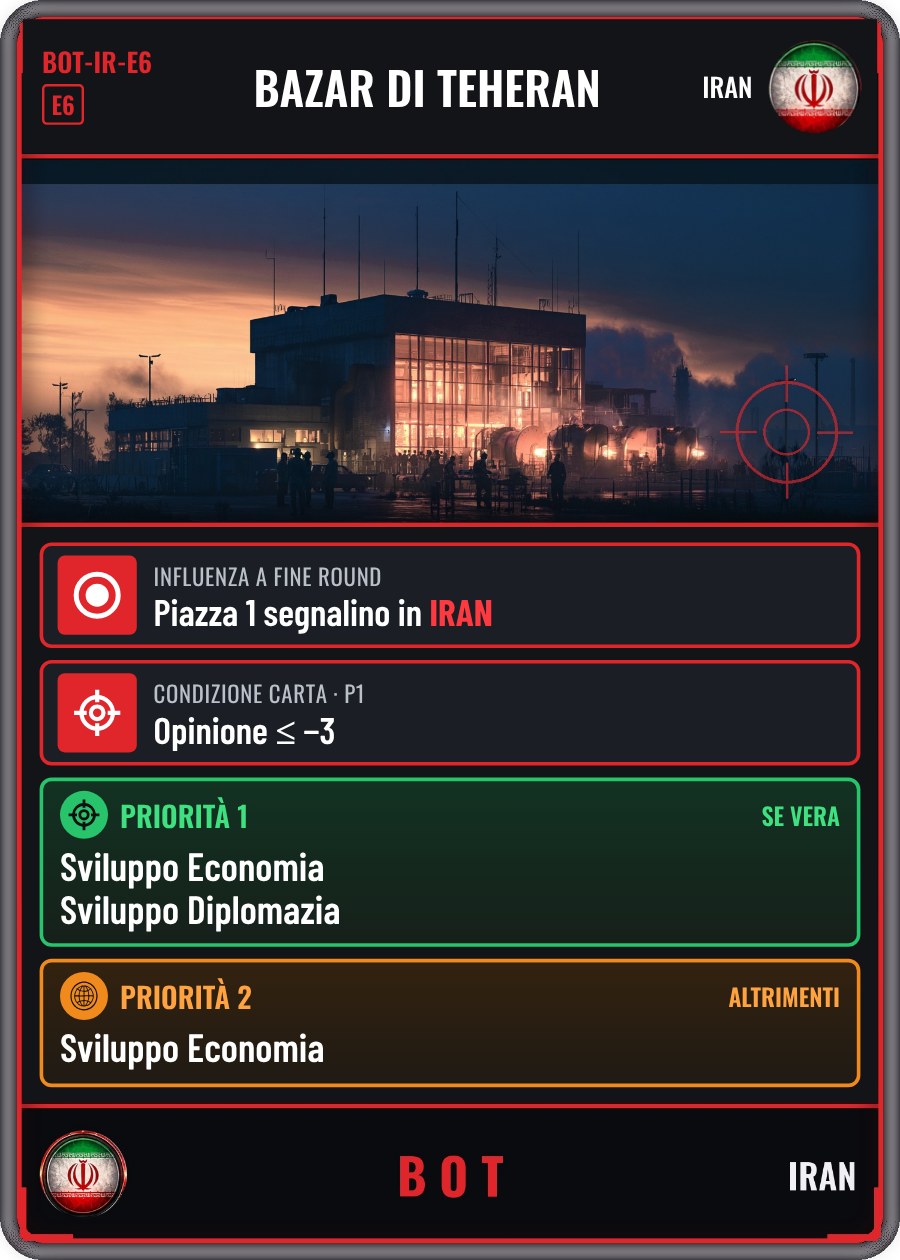 BOT-IR-E6
E6
BAZAR DI TEHERAN
IRAN
INFLUENZA A FINE ROUND
Piazza 1 segnalino in IRAN
CONDIZIONE CARTA · P1
Opinione ≤ −3
PRIORITÀ 1
SE VERA
Sviluppo Economia
Sviluppo Diplomazia
PRIORITÀ 2
ALTRIMENTI
Sviluppo Economia
BOT
IRAN